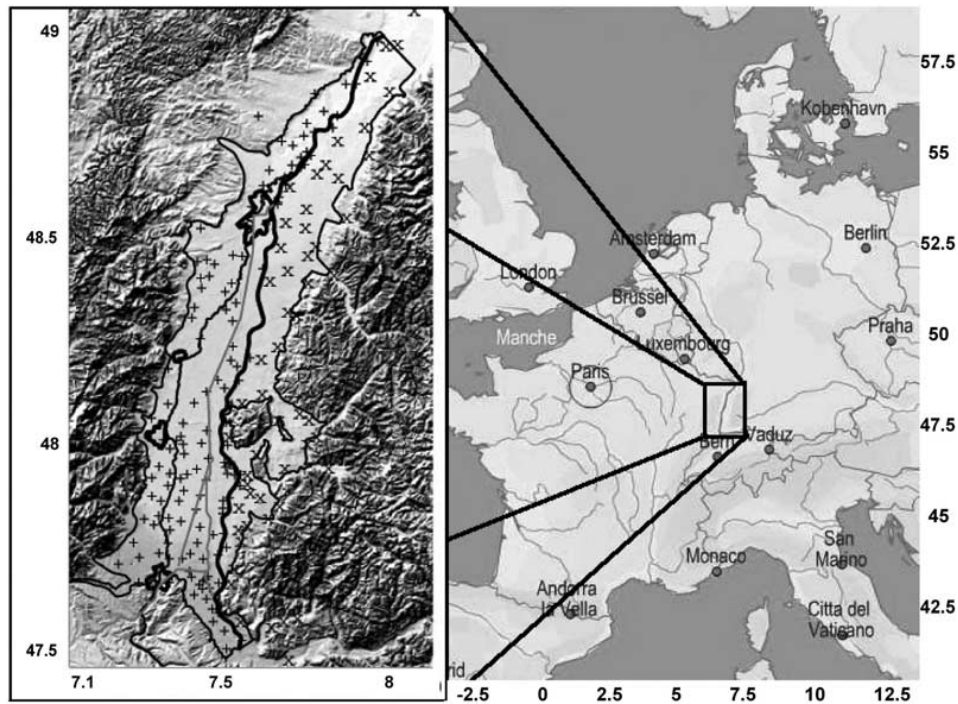 49
48.5
48
47.5
7.1
7.5
8
57.5
55
52.5
50
47.5
45
42.5
-2.5
0
2.5
5
7.5
10
12.5
Kobenhavn
Amsterdam
Berlin
London
Brussel
Manche
Luxembourg
Praha
Paris
Bern
Vaduz
Monaco
San
Marino
Andorra
la Vella
Citta del
Vaticano
rid